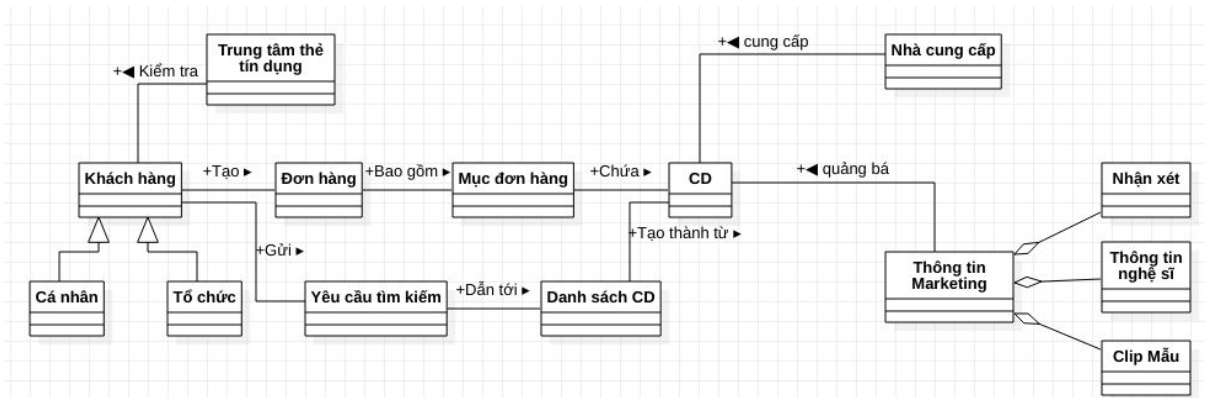 Trung tâm thẻ
tín dụng
+◀ Kiểm tra
+◀ cung cấp
Nhà cung cấp
Khách hàng
+Tạo ▸
Đơn hàng
+Bao gồm ▸
Mục đơn hàng
+Chứa ▸
CD
+◀ quảng bá
Nhận xét
+Gửi ▸
+Tạo thành từ ▸
Thông tin
Marketing
Thông tin
nghệ sĩ
Cá nhân
Tổ chức
Yêu cầu tìm kiếm
+Dẫn tới ▸
Danh sách CD
Clip Mẫu